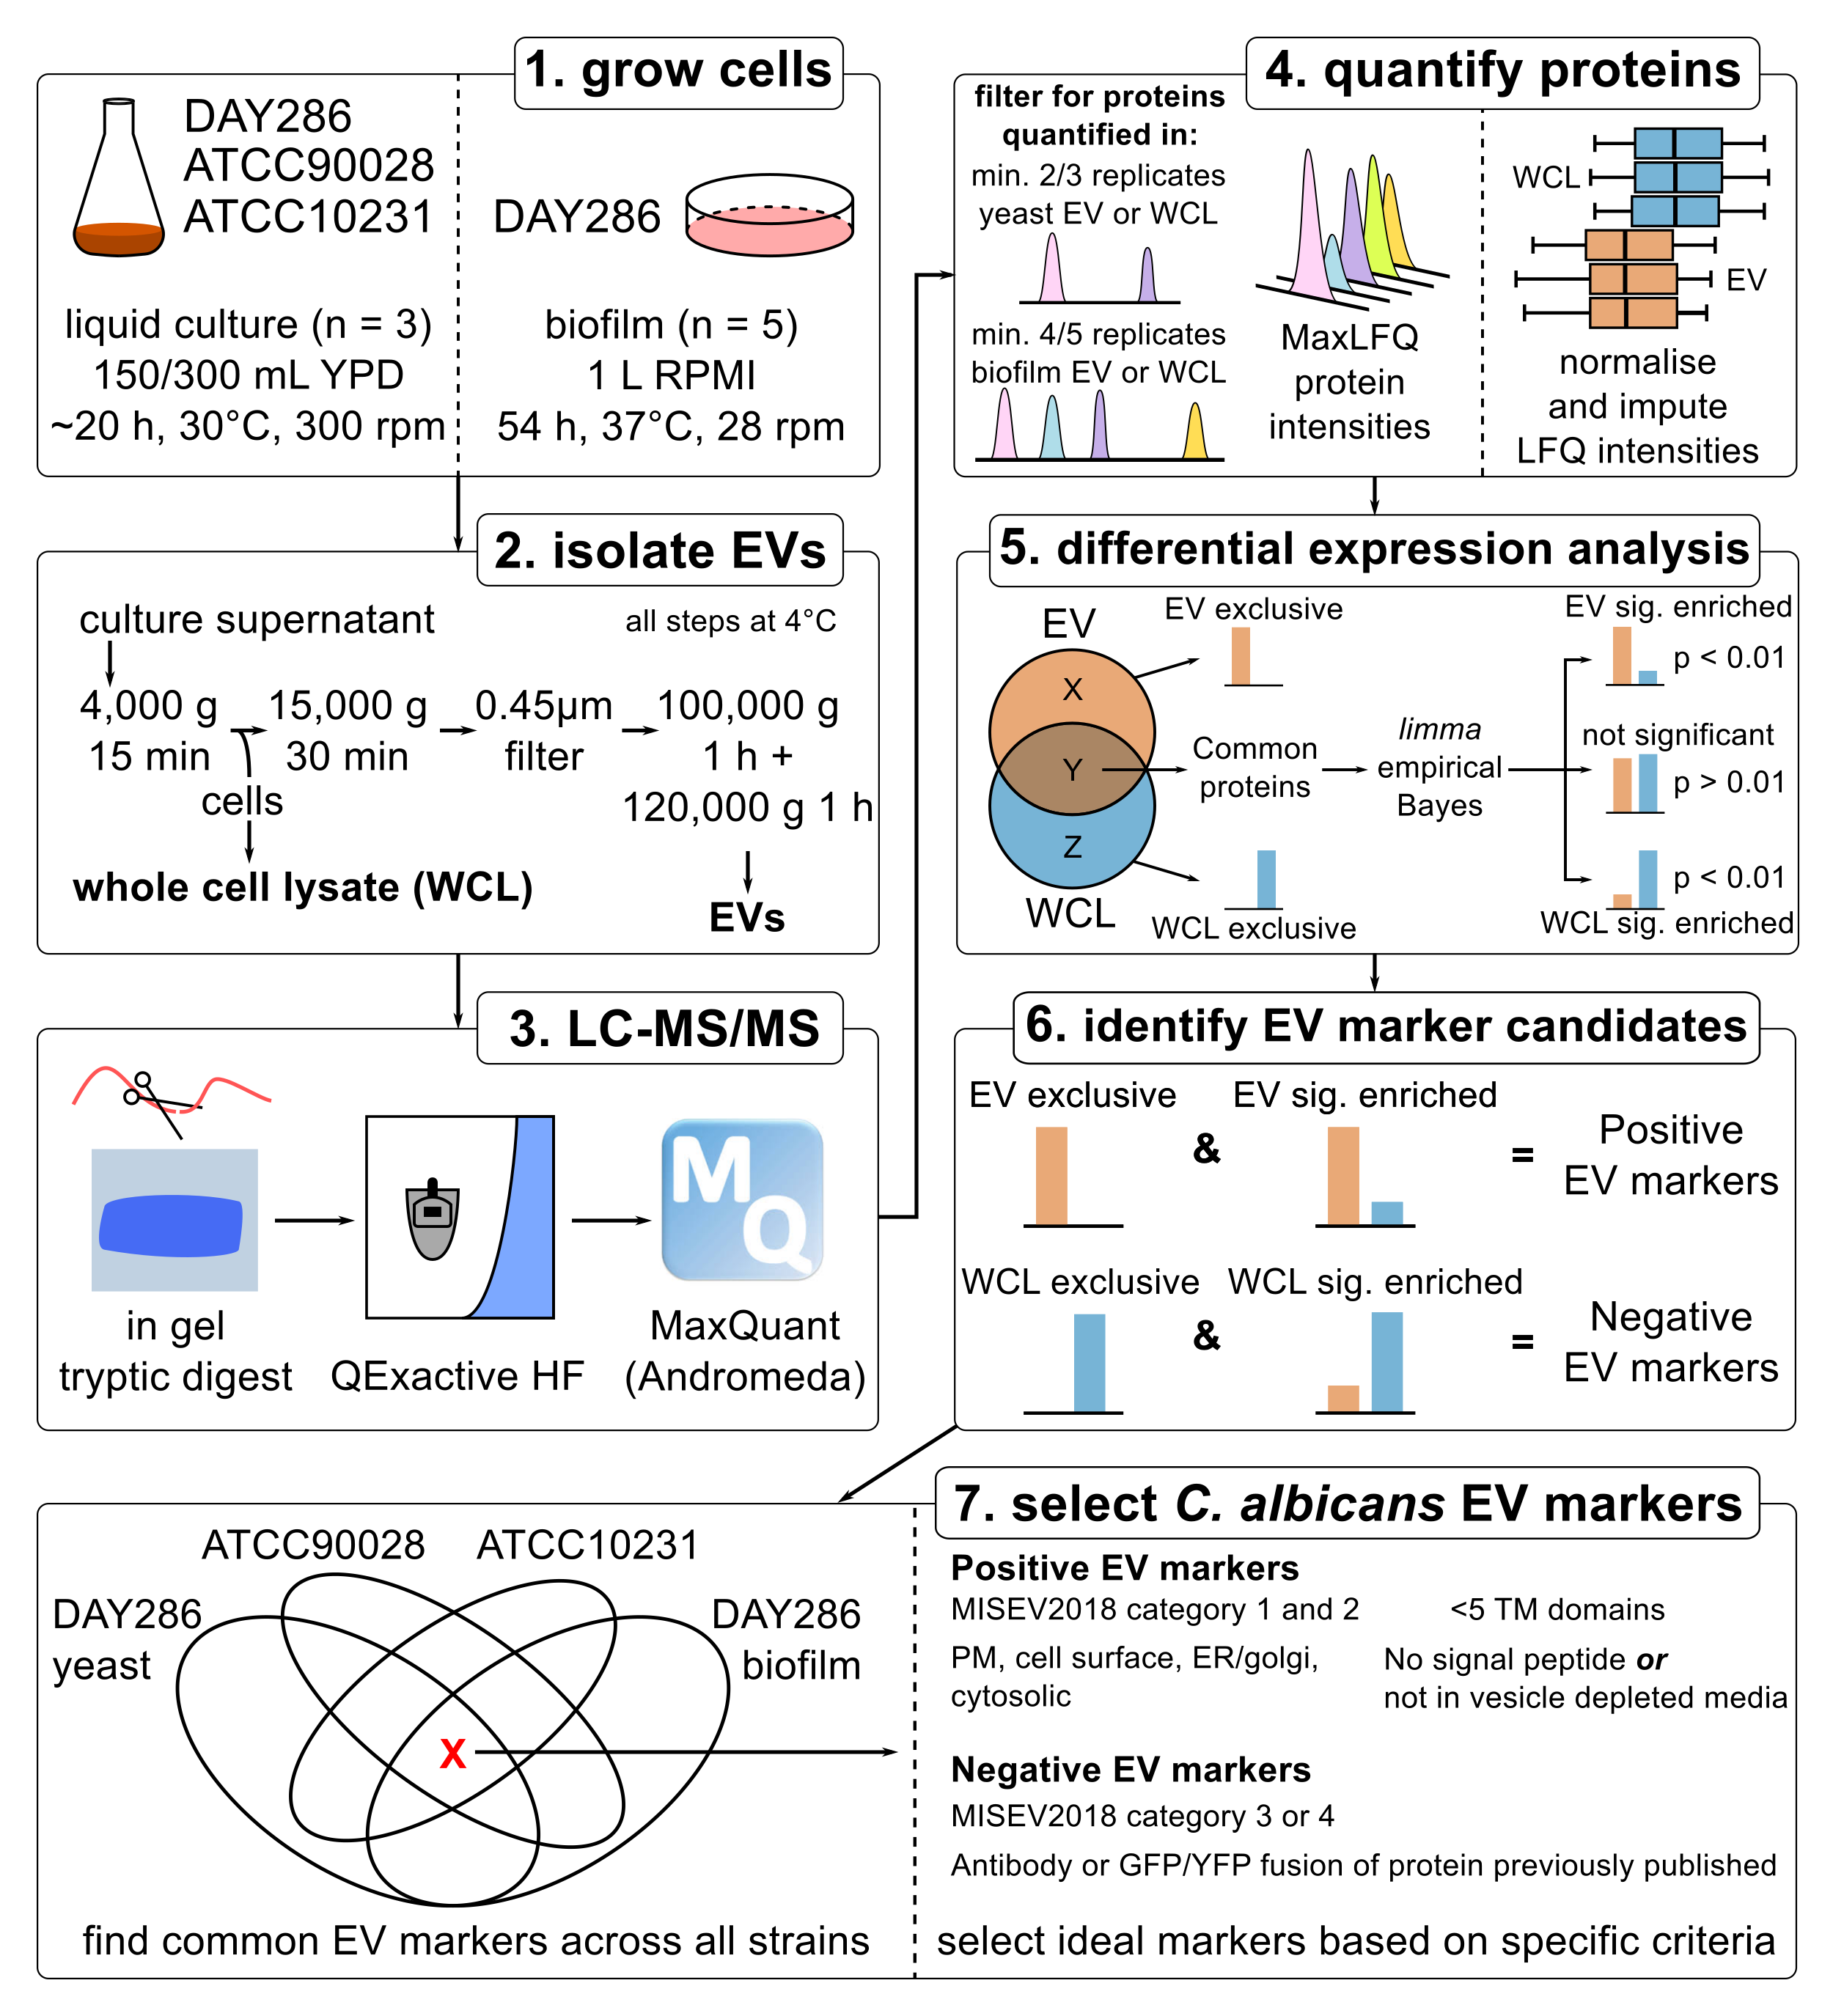 1. grow cells
DAY286
ATCC90028
ATCC10231
liquid culture (n = 3)
150/300 mL YPD
~20 h, 30°C, 300 rpm
DAY286
biofilm (n = 5)
1 L RPMI
54 h, 37°C, 28 rpm
2. isolate EVs
culture supernatant
all steps at 4°C
4,000 g
15 min
15,000 g
30 min
0.45µm
filter
100,000 g
1 h +
120,000 g 1 h
cells
whole cell lysate (WCL)
EVs
3. LC-MS/MS
in gel
tryptic digest
QExactive HF
M
Q
MaxQuant
(Andromeda)
4. quantify proteins
filter for proteins
quantified in:
min. 2/3 replicates
yeast EV or WCL
min. 4/5 replicates
biofilm EV or WCL
MaxLFQ
protein
intensities
WCL
EV
normalise
and impute
LFQ intensities
5. differential expression analysis
EV
X
Y
Z
WCL
EV exclusive
Common
proteins
WCL exclusive
limma
empirical
Bayes
EV sig. enriched
p < 0.01
not significant
p > 0.01
p < 0.01
WCL sig. enriched
6. identify EV marker candidates
EV exclusive
&
EV sig. enriched
=
Positive
EV markers
WCL exclusive
&
WCL sig. enriched
=
Negative
EV markers
7. select C. albicans EV markers
ATCC90028
ATCC10231
DAY286
yeast
DAY286
biofilm
X
find common EV markers across all strains
Positive EV markers
MISEV2018 category 1 and 2
<5 TM domains
PM, cell surface, ER/golgi,
cytosolic
No signal peptide or
not in vesicle depleted media
Negative EV markers
MISEV2018 category 3 or 4
Antibody or GFP/YFP fusion of protein previously published
select ideal markers based on specific criteria